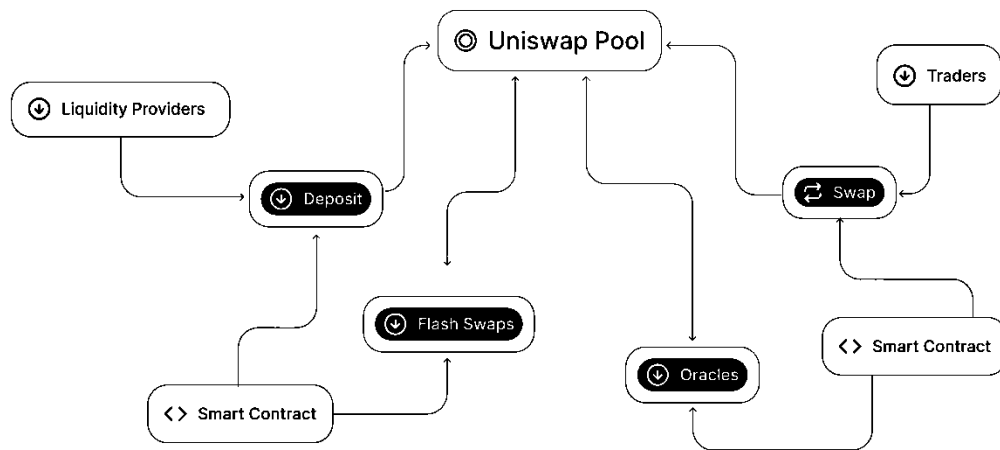 Uniswap Pool
Traders
Liquidity Providers
Deposit
Swap
Flash Swaps
Smart Contract
Oracles
Smart Contract